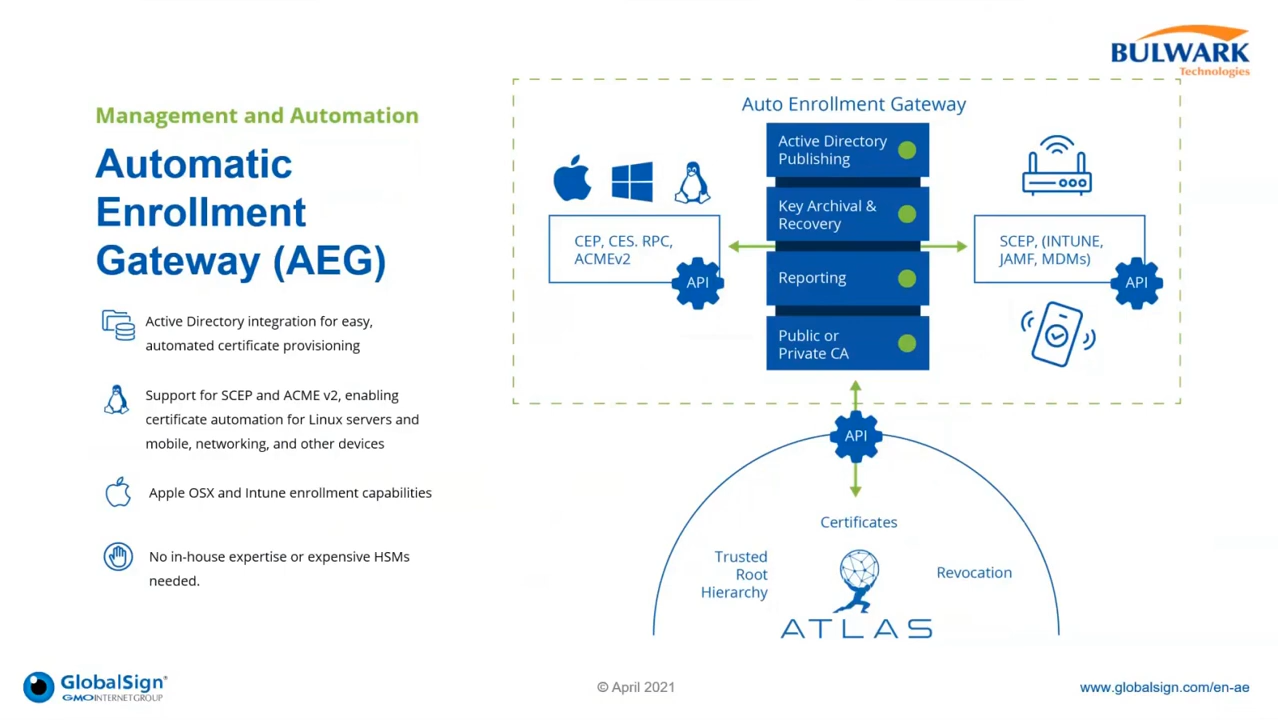 BULWARK
Technologies
Management and Automation
Automatic
Enrollment
Gateway (AEG)
Active Directory integration for easy,
automated certificate provisioning
Support for SCEP and ACME v2, enabling
certificate automation for Linux servers and
mobile, networking, and other devices
Apple OSX and Intune enrollment capabilities
No in-house expertise or expensive HSMs
needed.
Auto Enrollment Gateway
Active Directory
Publishing
Key Archival &
Recovery
Reporting
Public or
Private CA
CEP, CES. RPC,
ACMEv2
API
SCEP, (INTUNE,
JAMF, MDMs)
API
API
Certificates
Trusted
Root
Hierarchy
Revocation
ATLAS
GlobalSign®
GMO INTERNET GROUP
© April 2021
www.globalsign.com/en-ae